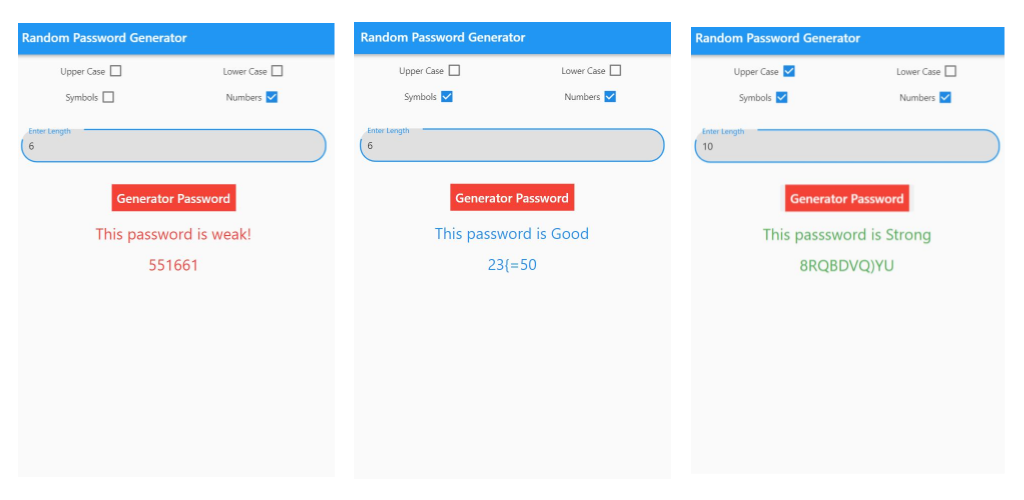 Random Password Generator
Upper Case Lower Case
Symbols Numbers
Enter Length
6
Generator Password
This password is weak!
551661
Random Password Generator
Upper Case Lower Case
Symbols Numbers
Enter Length
6
Generator Password
This password is Good
23{=50
Random Password Generator
Upper Case Lower Case
Symbols Numbers
Enter Length
10
Generator Password
This passsword is Strong
8RQBDVQ)YU